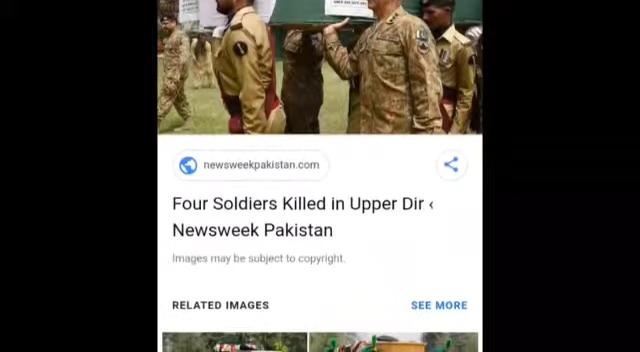 newsweekpakistan.com
Four Soldiers Killed in Upper Dir ‹
Newsweek Pakistan
Images may be subject to copyright.
RELATED IMAGES
SEE MORE